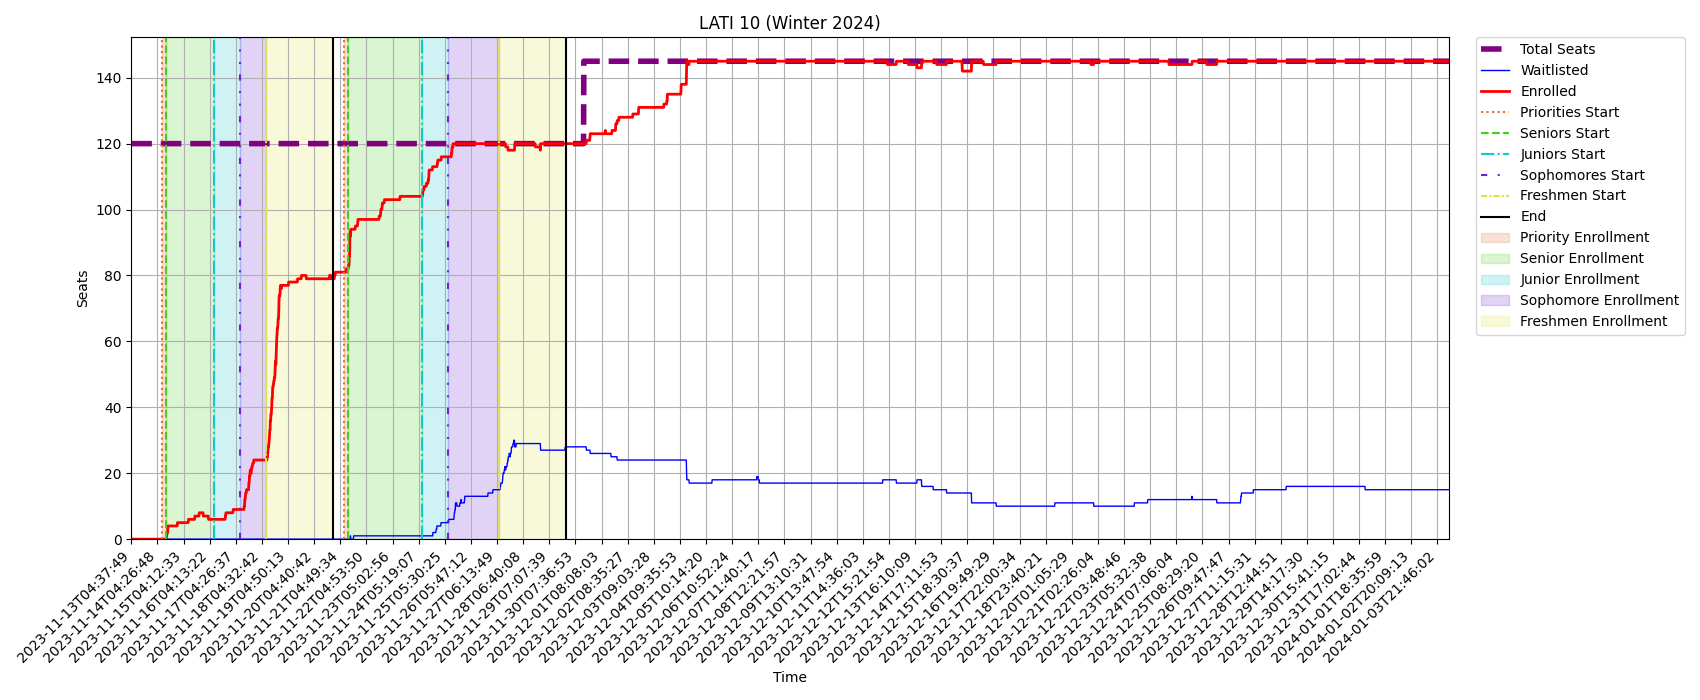 LATI 10 (Winter 2024)
Seats
140
120
100
80
60
40
20
0
2023-11-13T04:37:49
2023-11-14T04:26:48
2023-11-15T04:12:33
2023-11-16T04:13:22
2023-11-17T04:26:37
2023-11-18T04:32:42
2023-11-19T04:50:13
2023-11-20T04:40:42
2023-11-21T04:49:34
2023-11-22T04:53:50
2023-11-23T05:02:56
2023-11-24T05:19:07
2023-11-25T05:30:25
2023-11-26T05:47:12
2023-11-27T06:13:49
2023-11-28T06:40:08
2023-11-29T07:07:39
2023-11-30T07:36:53
2023-12-01T08:08:03
2023-12-02T08:35:27
2023-12-03T09:03:28
2023-12-04T09:35:53
2023-12-05T10:14:20
2023-12-06T10:52:24
2023-12-07T11:40:17
2023-12-08T12:21:57
2023-12-09T13:10:31
2023-12-10T13:47:54
2023-12-11T14:36:03
2023-12-12T15:21:54
2023-12-13T16:10:09
2023-12-14T17:11:53
2023-12-15T18:30:37
2023-12-16T19:49:29
2023-12-17T22:00:34
2023-12-18T23:40:21
2023-12-20T01:05:29
2023-12-21T02:26:04
2023-12-22T03:48:46
2023-12-23T05:32:38
2023-12-24T07:06:04
2023-12-25T08:29:20
2023-12-26T09:47:47
2023-12-27T11:15:31
2023-12-28T12:44:51
2023-12-29T14:17:30
2023-12-30T15:41:15
2023-12-31T17:02:44
2024-01-01T18:35:59
2024-01-02T20:09:13
2024-01-03T21:46:02
Time
Total Seats
Waitlisted
Enrolled
Priorities Start
Seniors Start
Juniors Start
Sophomores Start
Freshmen Start
End
Priority Enrollment
Senior Enrollment
Junior Enrollment
Sophomore Enrollment
Freshmen Enrollment